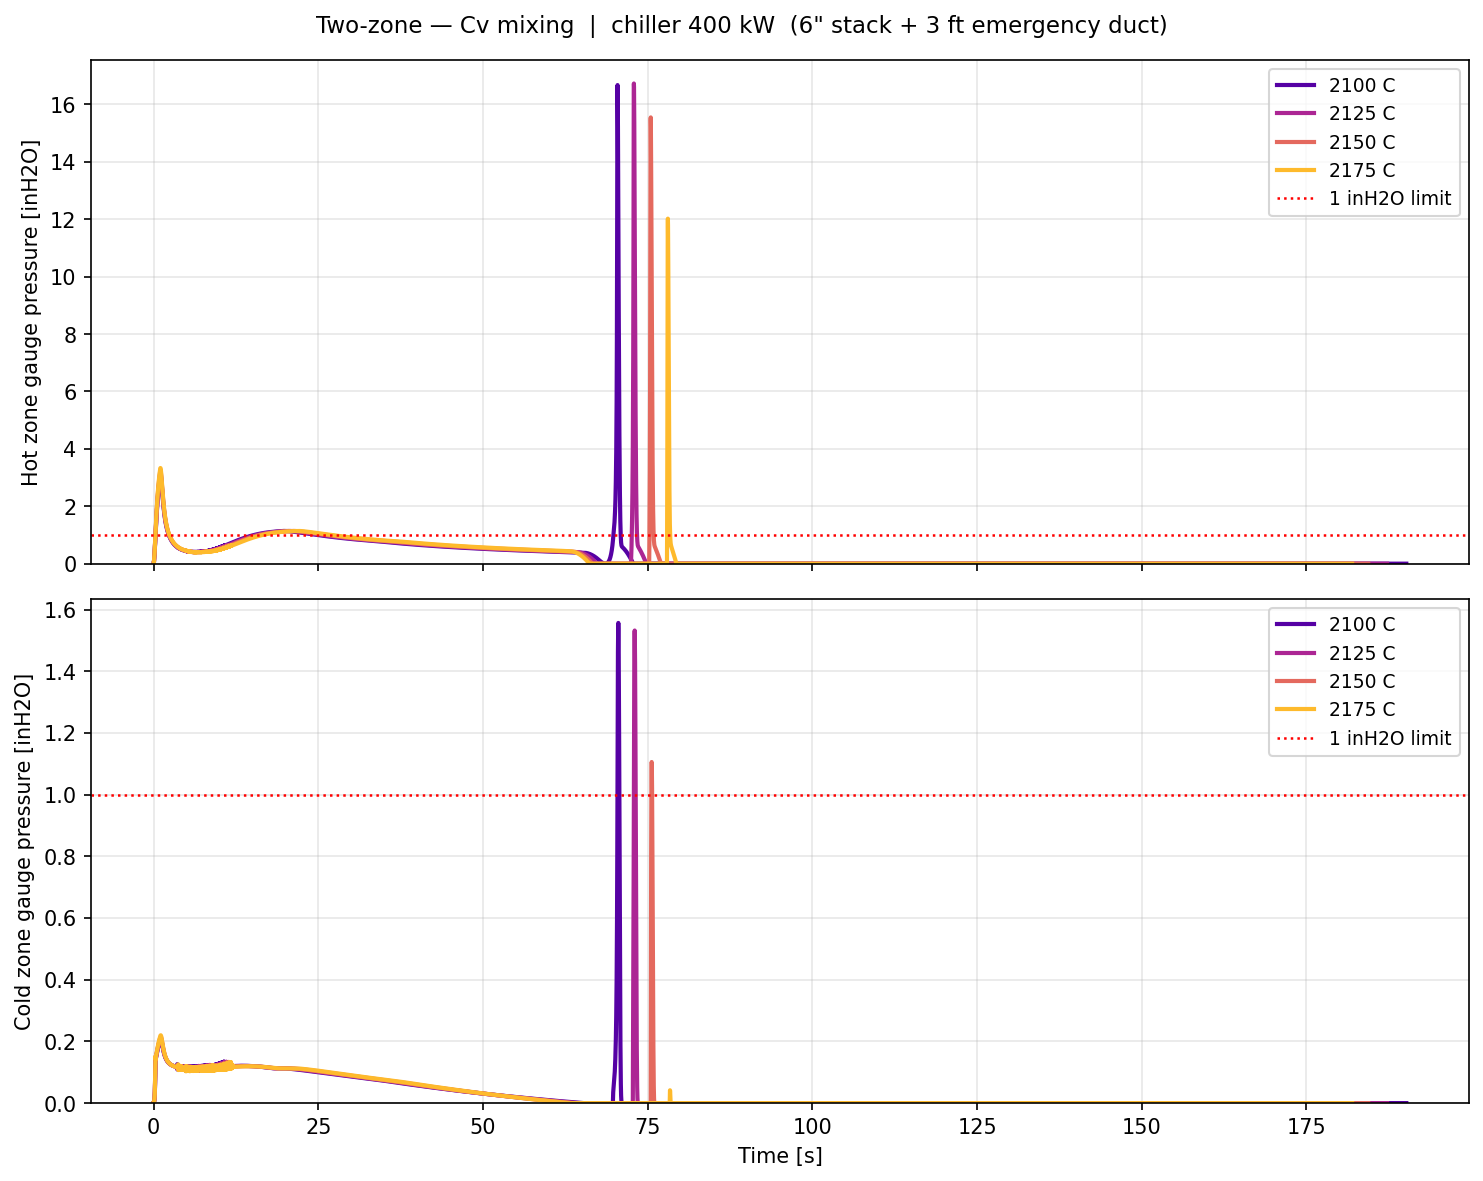 Two-zone — Cv mixing | chiller 400 kW (6" stack + 3 ft emergency duct)
Hot zone gauge pressure [inH2O]
16
14
12
10
8
6
4
2
0
2100 C
2125 C
2150 C
2175 C
1 inH2O limit
Cold zone gauge pressure [inH2O]
1.6
1.4
1.2
1.0
0.8
0.6
0.4
0.2
0.0
2100 C
2125 C
2150 C
2175 C
1 inH2O limit
0 25 50 75 100 125 150 175
Time [s]